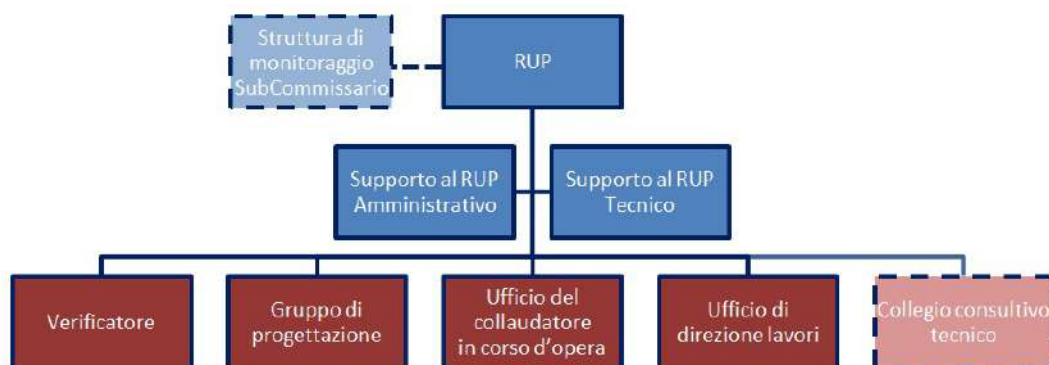 Struttura di
monitoraggio
SubCommissario
RUP
Supporto al RUP
Amministrativo
Supporto al RUP
Tecnico
Verificatore
Gruppo di
progettazione
Ufficio del
collaudatore
in corso d'opera
Ufficio di
direzione lavori
Collegio consultivo
tecnico